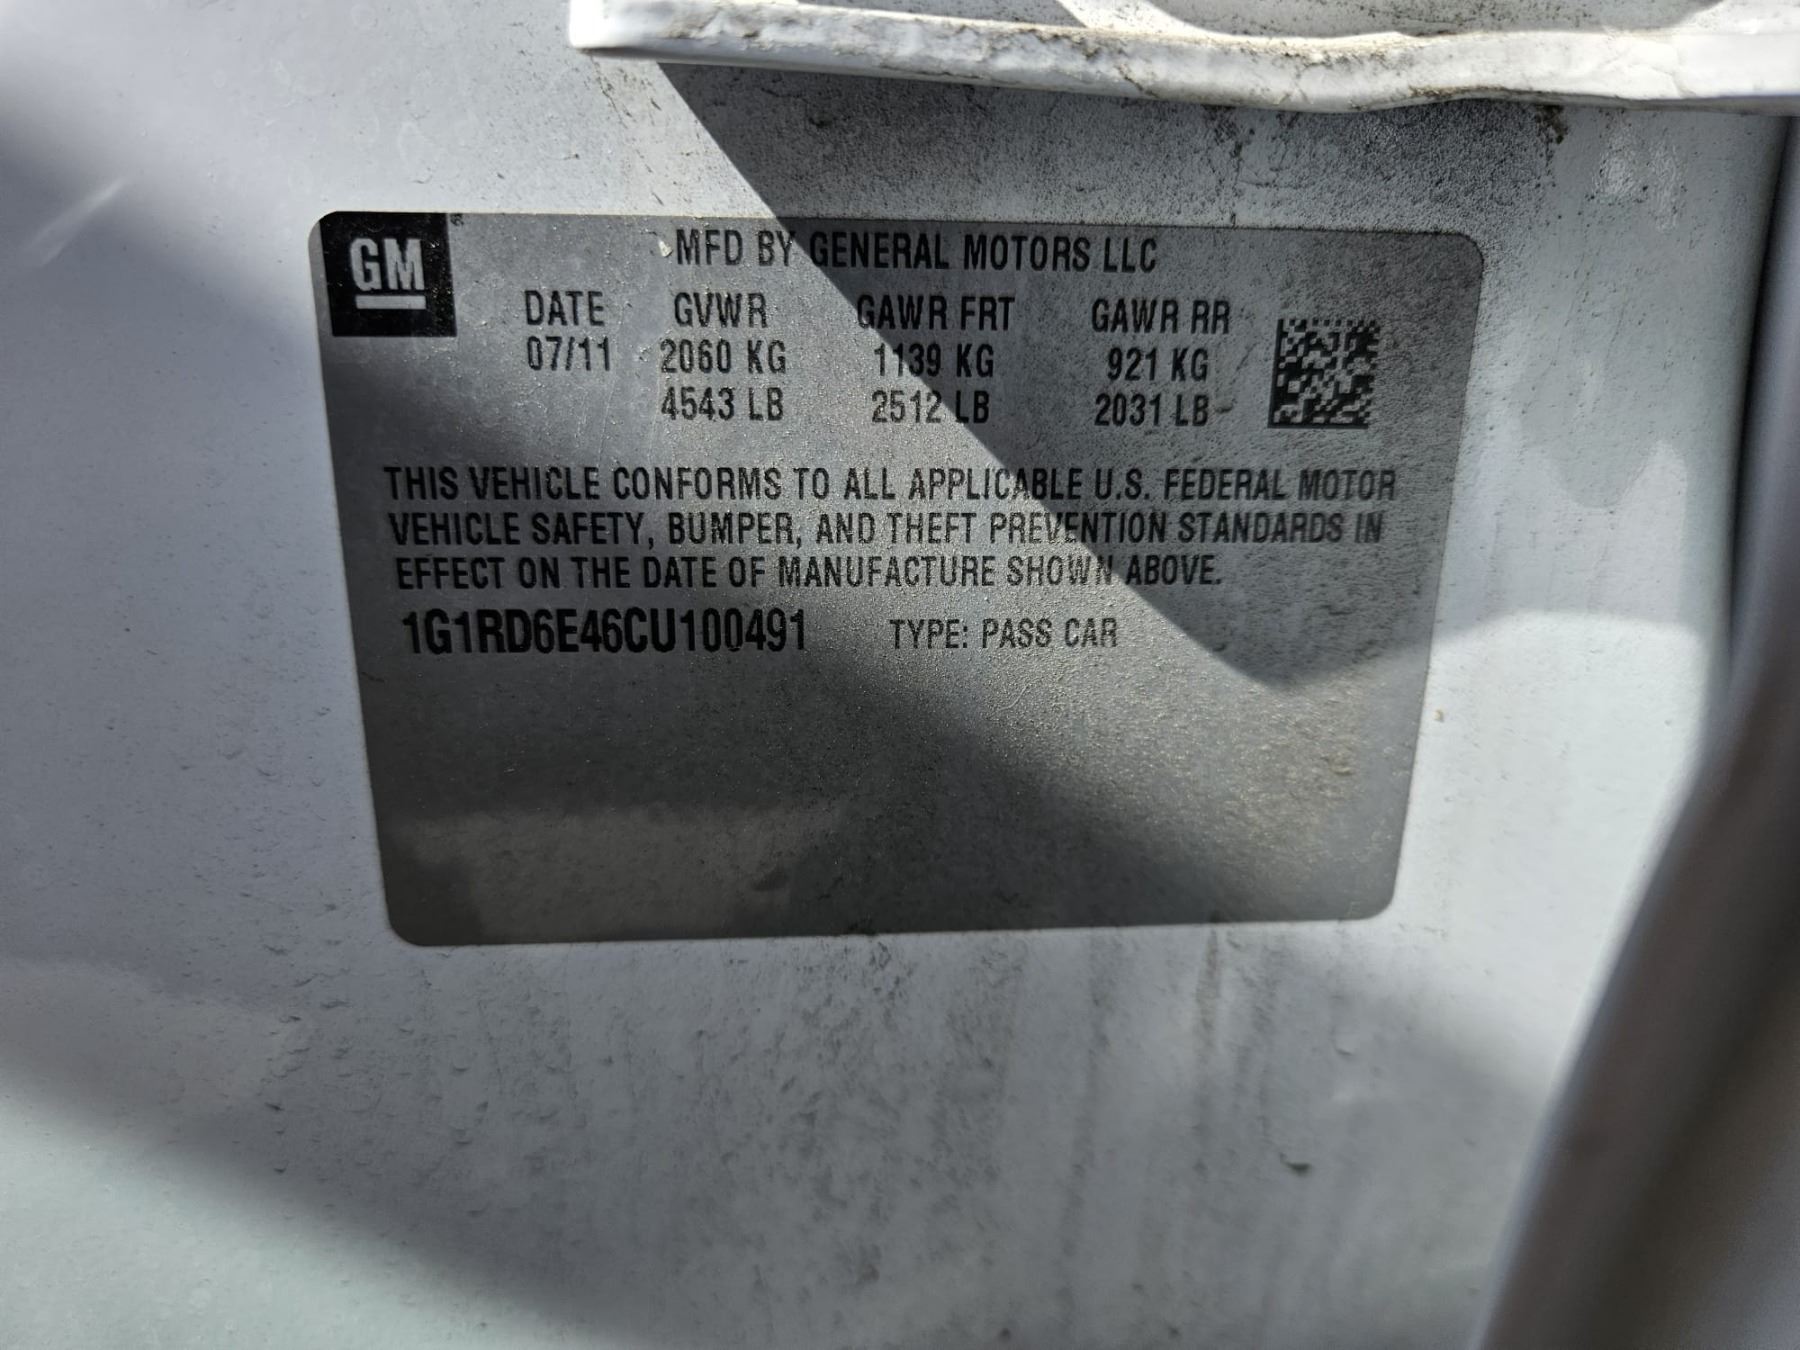 GM
MFD BY GENERAL MOTORS LLC
DATE GVWR GAWR FRT GAWR RR
07/11 2060 KG 1139 KG 921 KG
4543 LB 2512 LB 2031 LB
THIS VEHICLE CONFORMS TO ALL APPLICABLE U.S. FEDERAL MOTOR
VEHICLE SAFETY, BUMPER, AND THEFT PREVENTION STANDARDS IN
EFFECT ON THE DATE OF MANUFACTURE SHOWN ABOVE.
1G1RD6E46CU100491 TYPE: PASS CAR